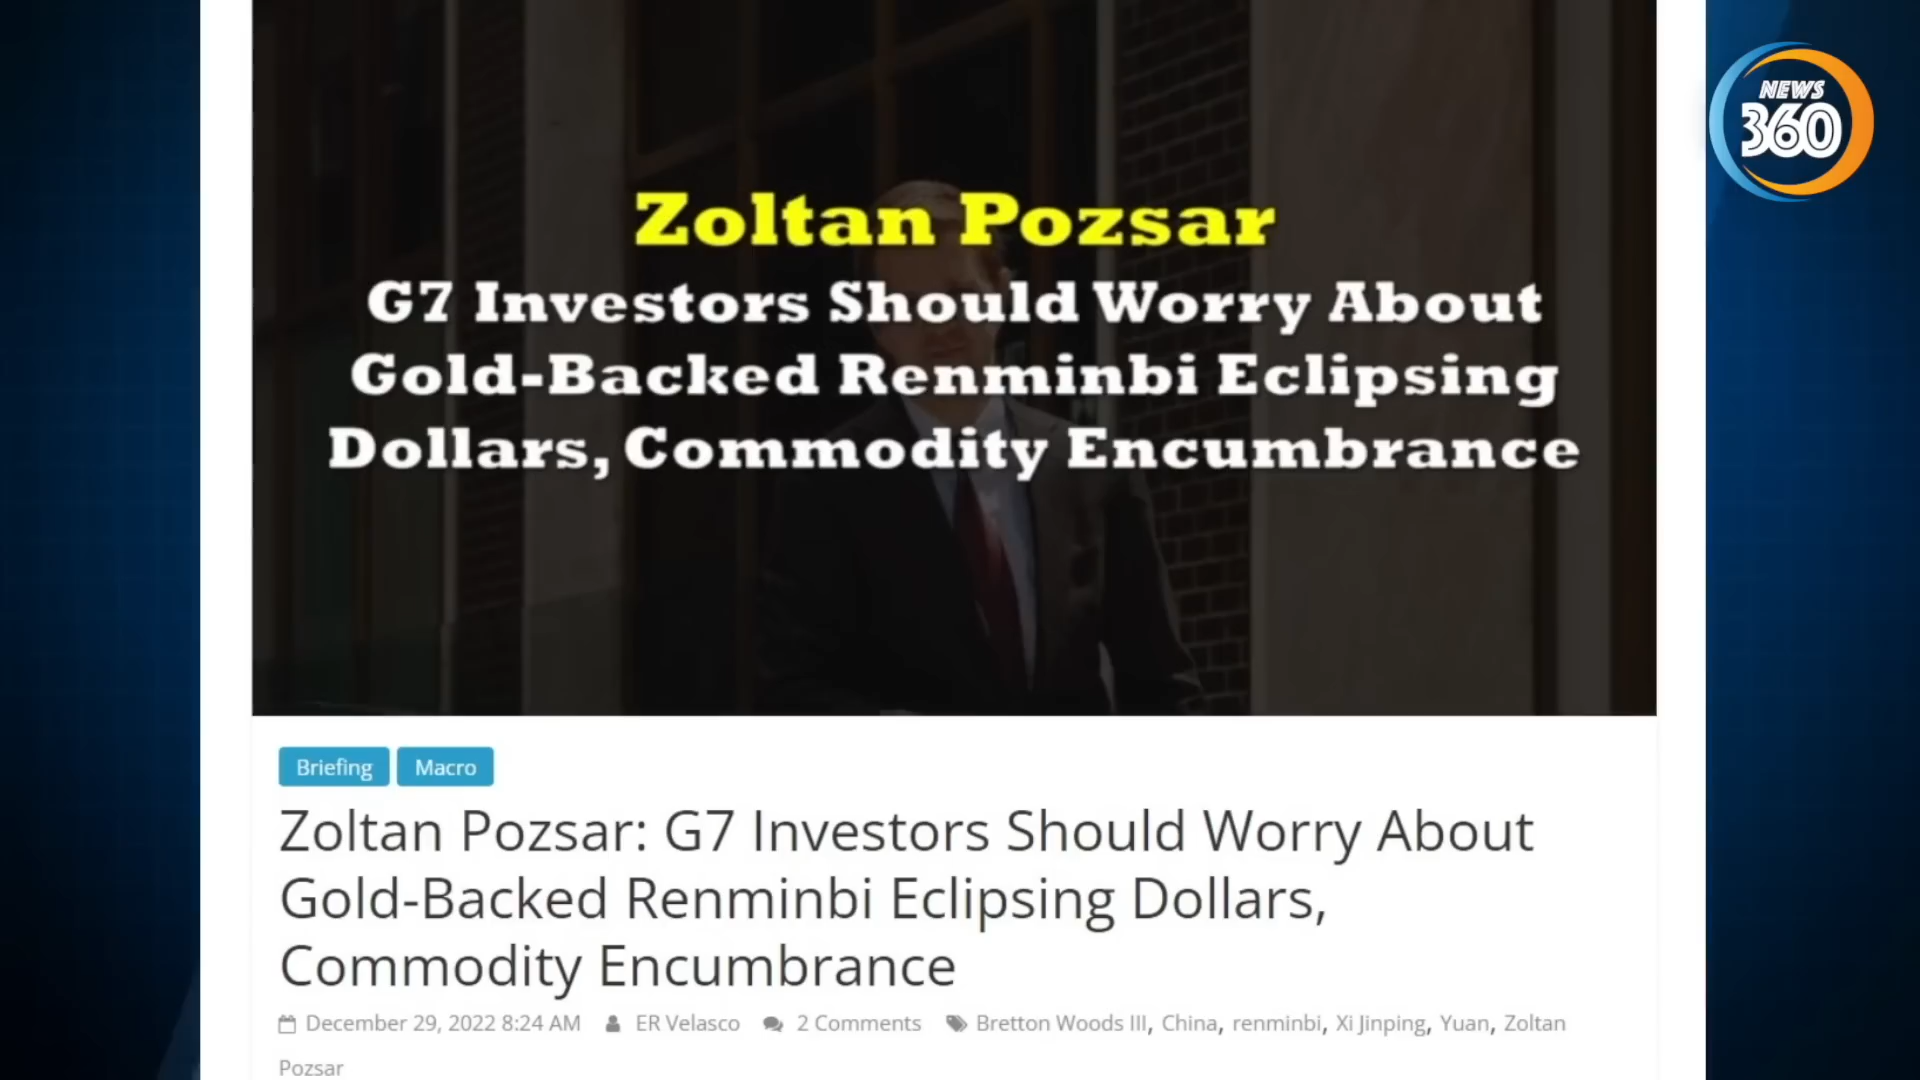 NEWS
360
Zoltan Pozsar
G7 Investors Should Worry About
Gold-Backed Renminbi Eclipsing
Dollars, Commodity Encumbrance
Briefing Macro
Zoltan Pozsar: G7 Investors Should Worry About
Gold-Backed Renminbi Eclipsing Dollars,
Commodity Encumbrance
December 29, 2022 8:24 AM ER Velasco 2 Comments Bretton Woods III, China, renminbi, Xi Jinping, Yuan, Zoltan
Pozsar